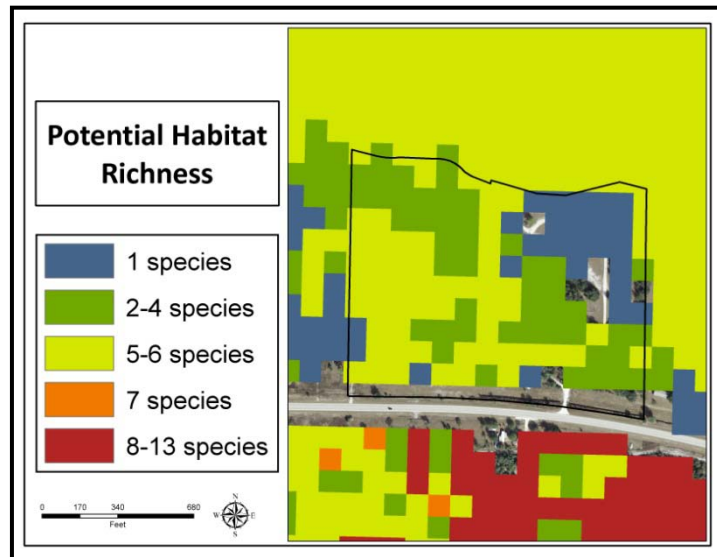 Potential Habitat
Richness
1 species
2-4 species
5-6 species
7 species
8-13 species
0 170 340 680
Feet
N
W E
S